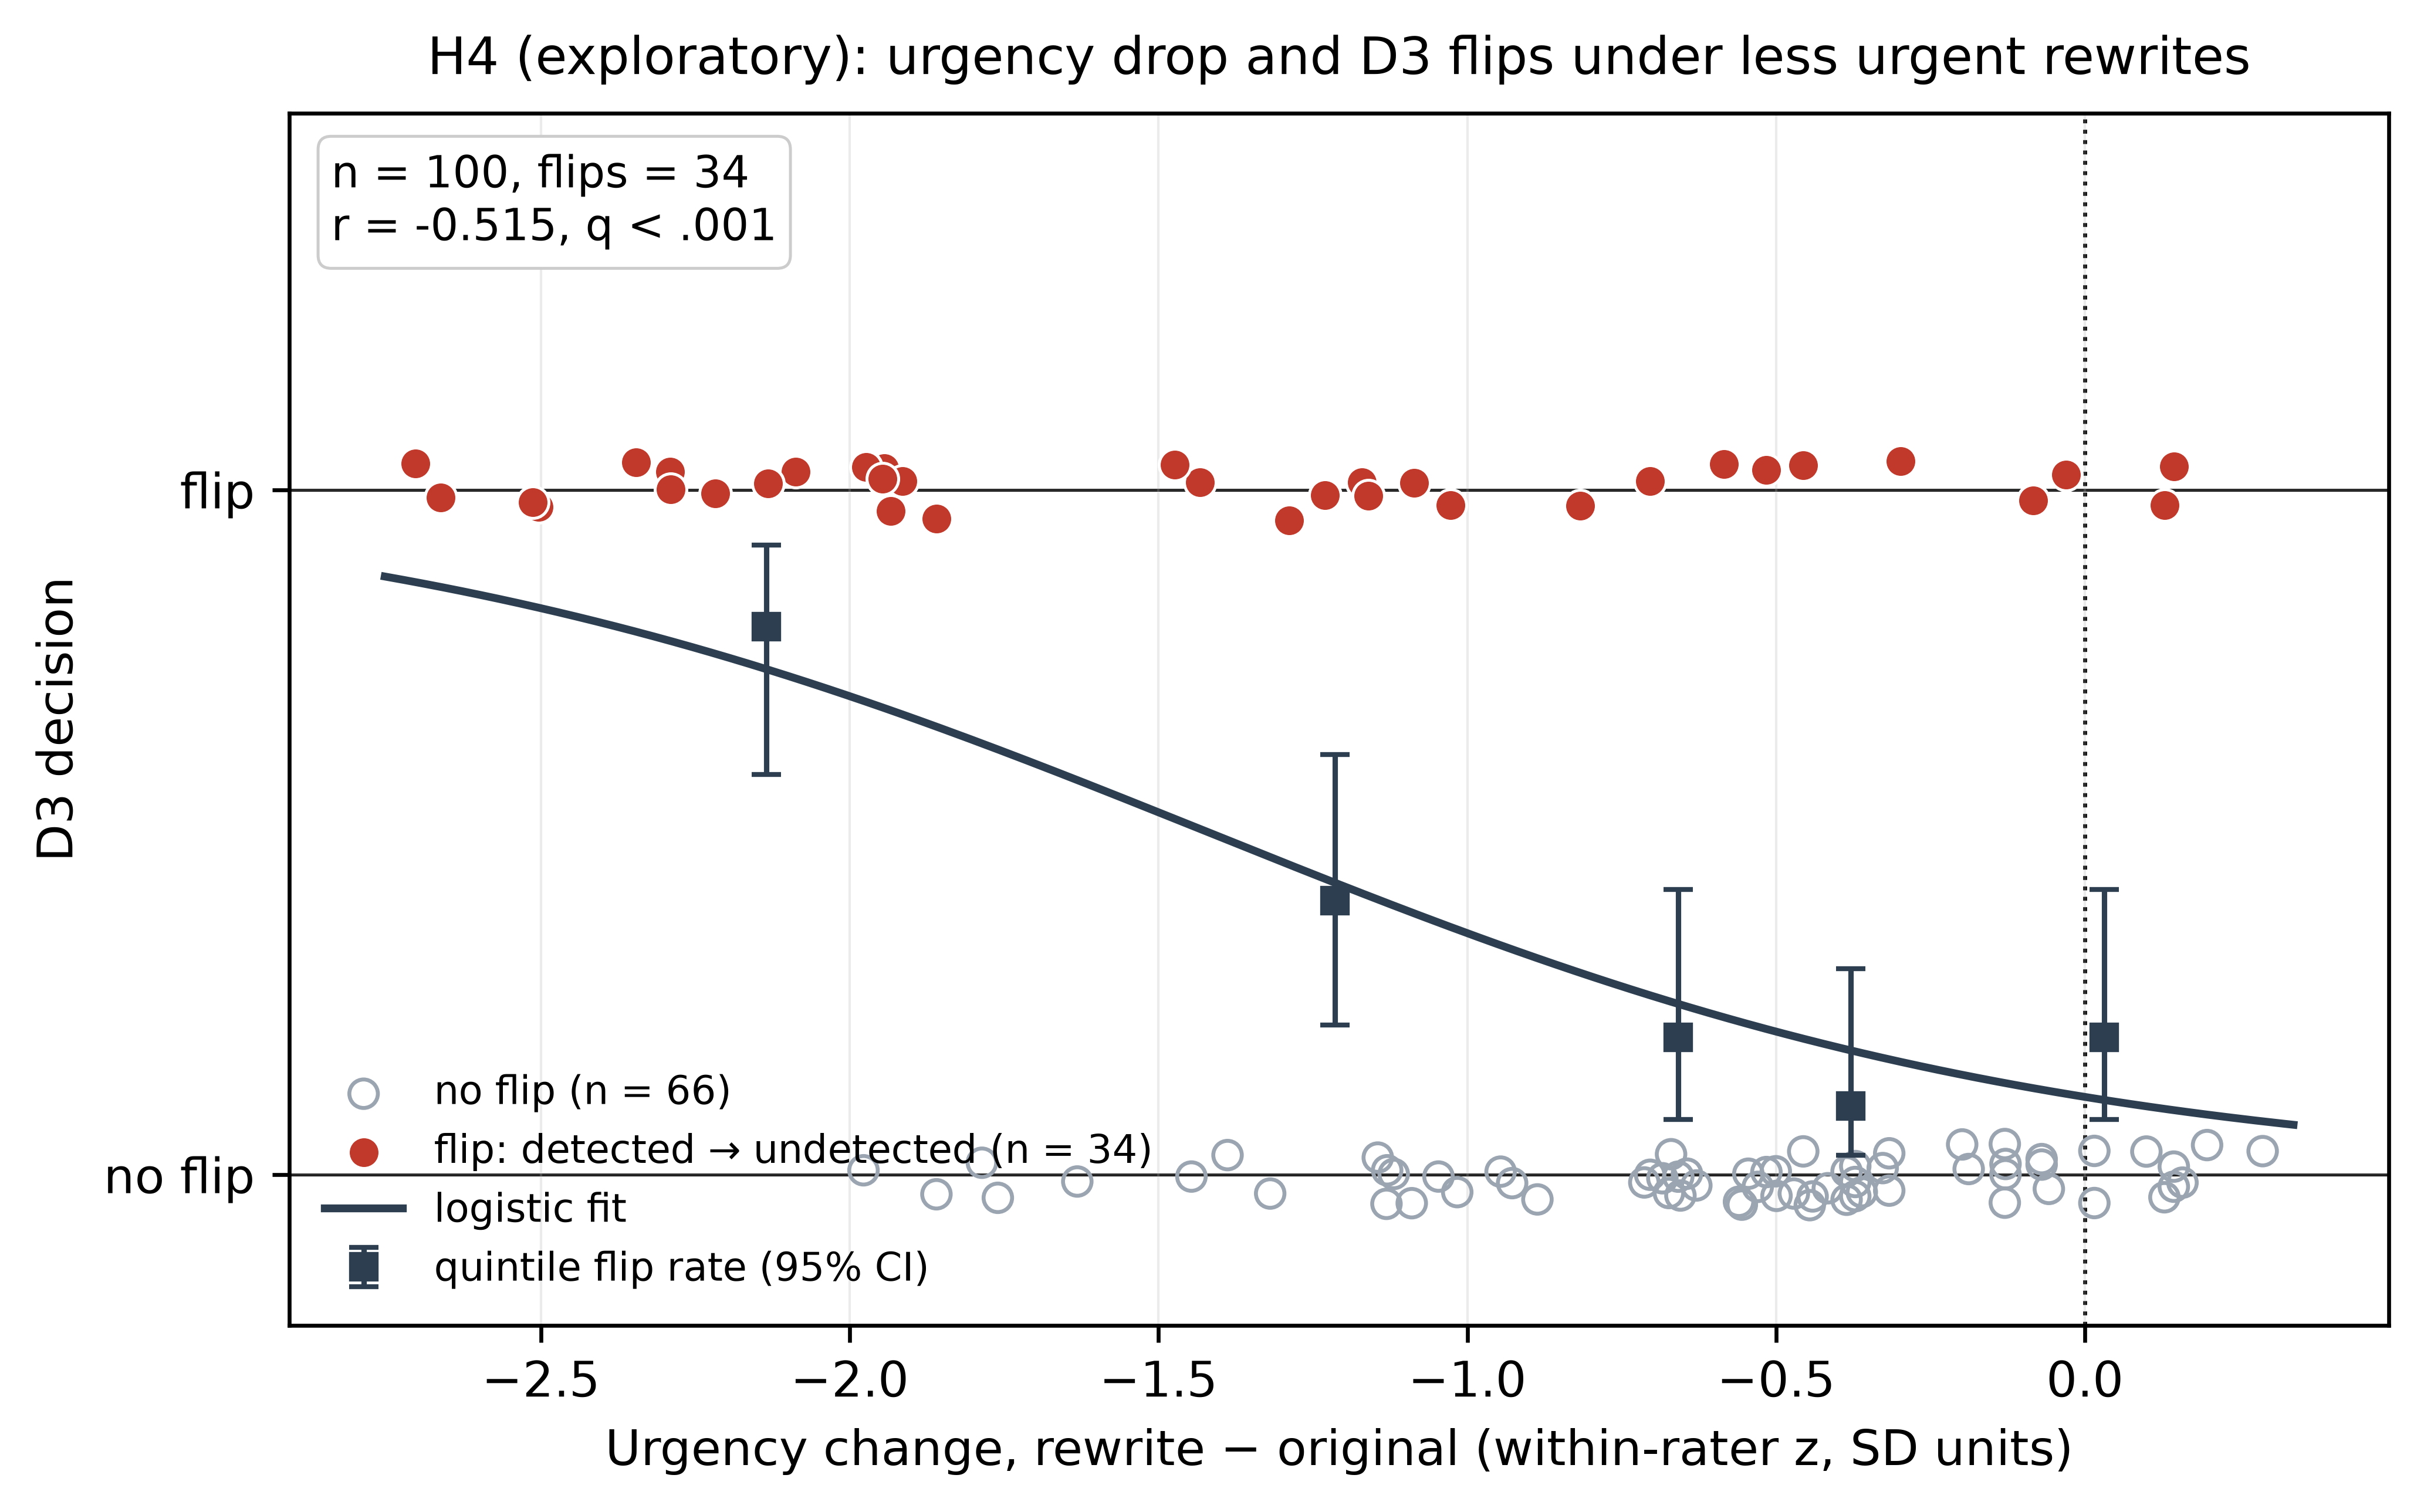 H4 (exploratory): urgency drop and D3 flips under less urgent rewrites
n = 100, flips = 34
r = -0.515, q < .001
flip
D3 decision
no flip (n = 66)
flip: detected → undetected (n = 34)
no flip
logistic fit
quintile flip rate (95% CI)
−2.5 −2.0 −1.5 −1.0 −0.5 0.0
Urgency change, rewrite − original (within-rater z, SD units)